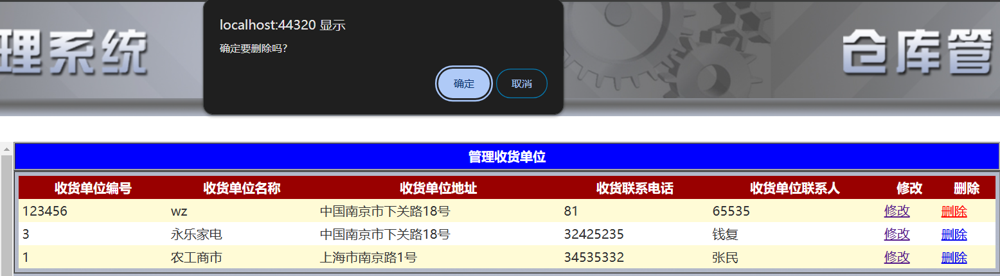 理系统
仓库管
localhost:44320 显示
确定要删除吗?
确定 取消
管理收货单位
收货单位编号 收货单位名称 收货单位地址 收货联系电话 收货单位联系人 修改 删除
123456 wz 中国南京市下关路18号 81 65535 修改 删除
3 永乐家电 中国南京市下关路18号 32425235 钱复 修改 删除
1 农工商市 上海市南京路1号 34535332 张民 修改 删除